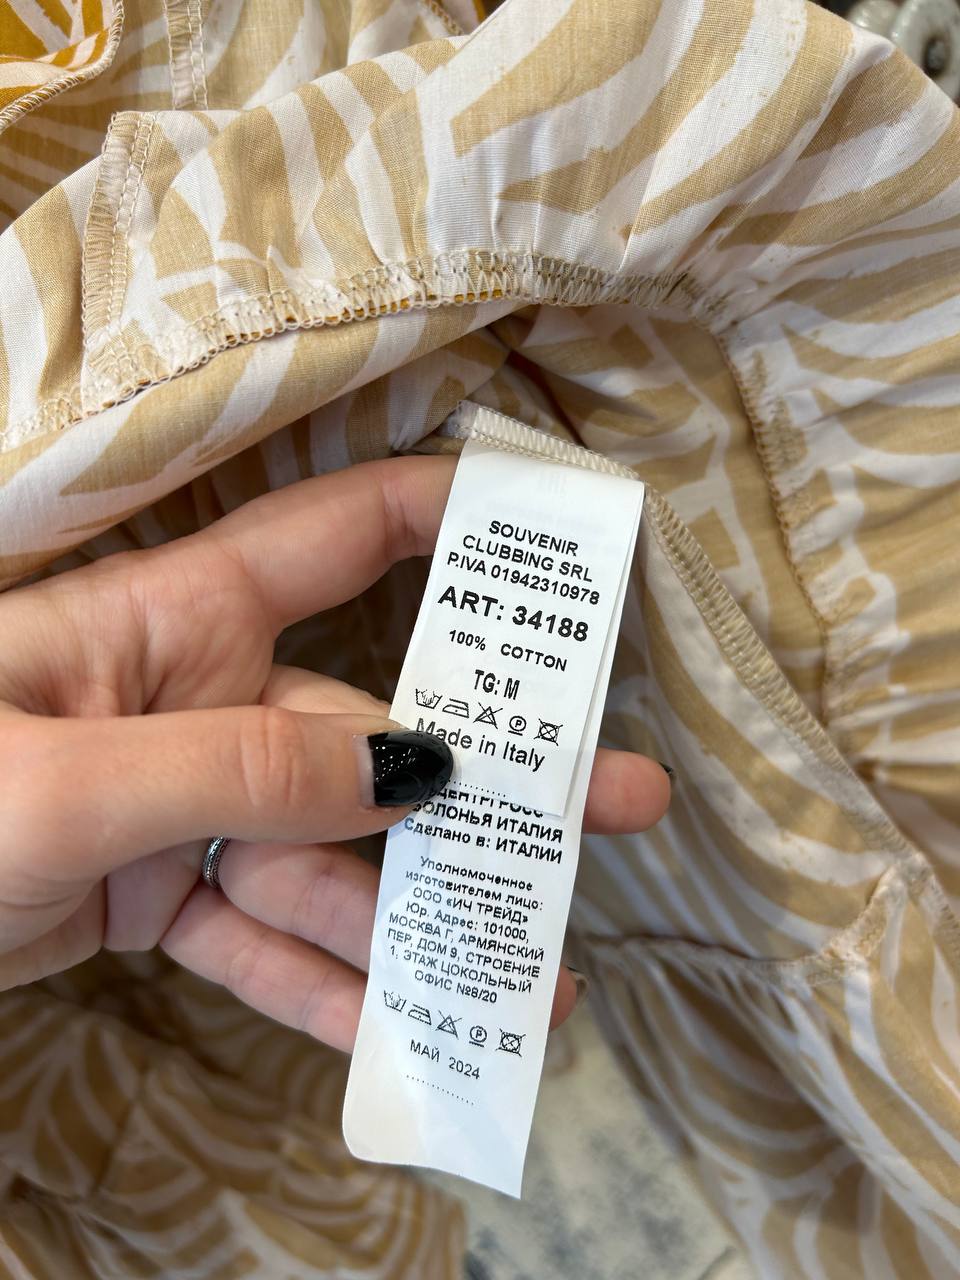 SOUVENIR
CLUBBING SRL
P.IVA 01942310978
ART: 34188
100% COTTON
TG: M
Made in Italy
БОЛОНЬЯ ИТАЛИЯ
Сделано в: ИТАЛИИ
Уполномоченное
изготовителем лицо:
ООО «ИЧ ТРЕЙД»
Юр. Адрес: 101000,
МОСКВА Г, АРМЯНСКИЙ
ПЕР, ДОМ 9, СТРОЕНИЕ
1, ЭТАЖ ЦОКОЛЬНЫЙ
ОФИС №8/20
МАЙ 2024